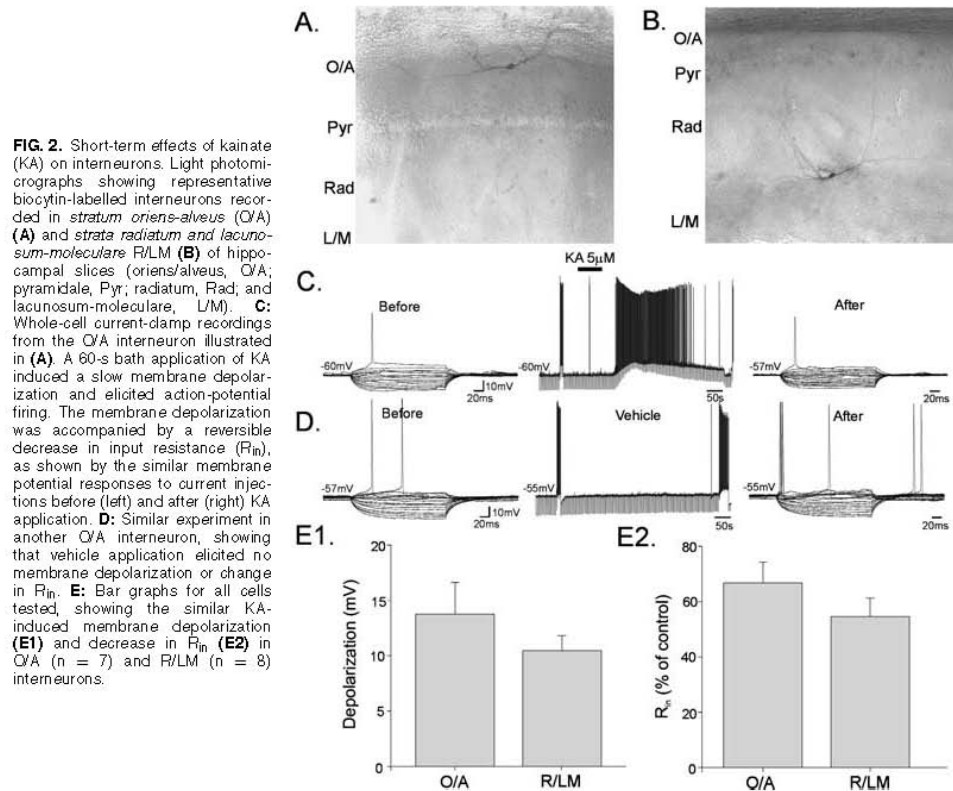 FIG. 2. Short-term effects of kainate
(KA) on interneurons. Light photomi-
crographs showing representative
biocytin-labelled interneurons recor-
ded in stratum oriens-alveus (O/A)
(A) and strata radiatum and lacuno-
sum-moleculare R/LM (B) of hippo-
campal slices (oriens/alveus, O/A;
pyramidale, Pyr; radiatum, Rad; and
lacunosum-moleculare, L/M). C:
Whole-cell current-clamp recordings
from the O/A interneuron illustrated
in (A). A 60-s bath application of KA
induced a slow membrane depolar-
ization and elicited action-potential
firing. The membrane depolarization
was accompanied by a reversible
decrease in input resistance (Rin),
as shown by the similar membrane
potential responses to current injec-
tions before (left) and after (right) KA
application. D: Similar experiment in
another O/A interneuron, showing
that vehicle application elicited no
membrane depolarization or change
in Rin. E: Bar graphs for all cells
tested, showing the similar KA-
induced membrane depolarization
(E1) and decrease in Rin (E2) in
O/A (n = 7) and R/LM (n = 8)
interneurons.
A.
O/A
Pyr
Rad
L/M
B.
O/A
Pyr
Rad
L/M
C.
Before
KA 5μM
After
-60mV
10mV
20ms
-60mV
50s
-57mV
20ms
D.
Before
Vehicle
After
-57mV
10mV
20ms
-55mV
50s
-55mV
20ms
E1.
Depolarization (mV)
20
15
10
5
0
O/A
R/LM
E2.
Rin (% of control)
80
60
40
20
0
O/A
R/LM